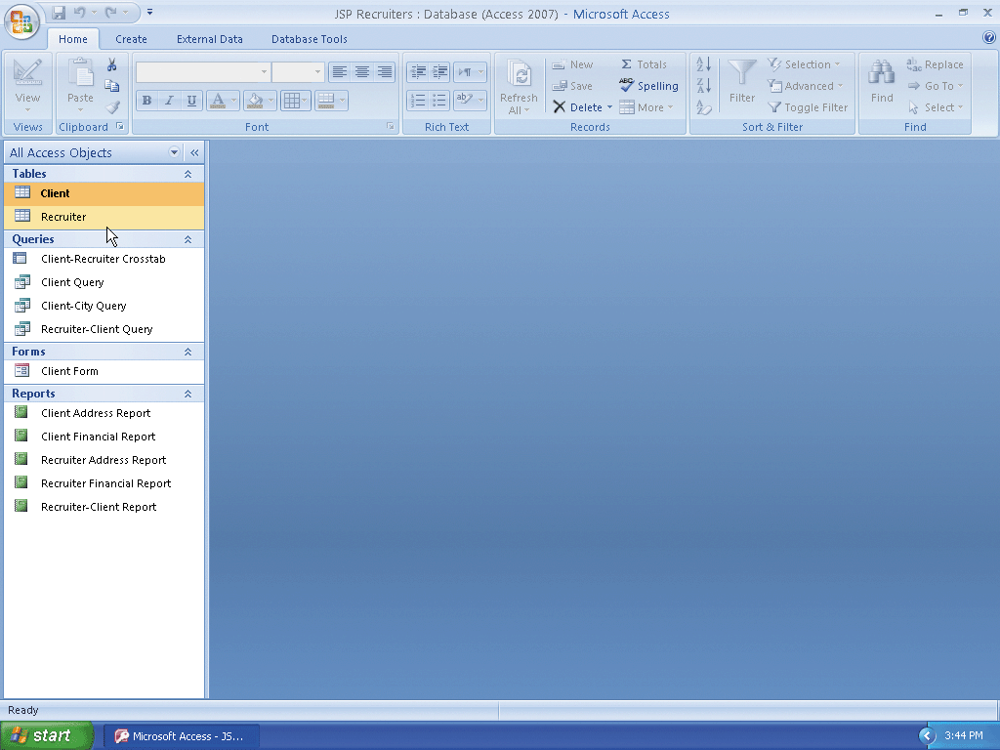 JSP Recruiters : Database (Access 2007) - Microsoft Access
Home Create External Data Database Tools
View
Views
Paste
Clipboard
B I U A
Font
ab
Rich Text
Refresh
All
New
Save
Delete
Σ Totals
ABC Spelling
More
Records
A
Z
Z
A
Filter
Selection
Advanced
Toggle Filter
Sort & Filter
Find
Replace
Go To
Select
Find
All Access Objects «
Tables
Client
Recruiter
Queries
Client-Recruiter Crosstab
Client Query
Client-City Query
Recruiter-Client Query
Forms
Client Form
Reports
Client Address Report
Client Financial Report
Recruiter Address Report
Recruiter Financial Report
Recruiter-Client Report
Ready
start Microsoft Access - JS... 3:44 PM